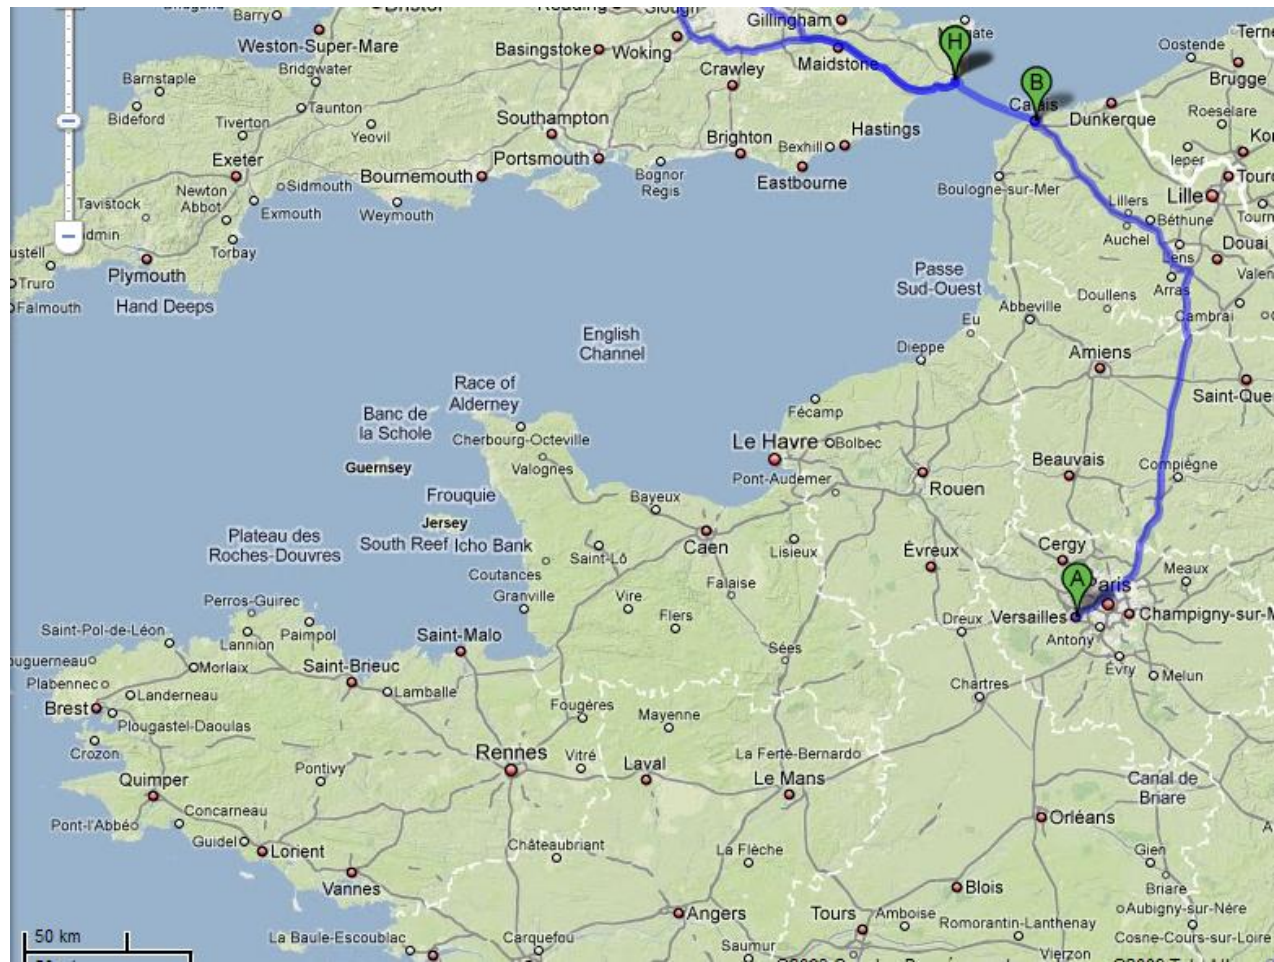 Barry
Weston-Super-Mare
Bridgwater
Barnstaple
Bideford
Taunton
Tiverton
Yeovil
Exeter
Newton
Abbot
Sidmouth
Exmouth
Tavistock
Torbay
Plymouth
Truro
Falmouth
Hand Deeps
Weymouth
Bournemouth
Southampton
Portsmouth
Basingstoke
Woking
Slough
Gillingham
Maidstone
Crawley
Brighton
Bognor
Regis
Bexhill
Hastings
Eastbourne
H
B
Calais
Dunkerque
Oostende
Brugge
Roeselare
Ieper
Lille
Boulogne-sur-Mer
Lillers
Béthune
Auchel
Lens
Douai
Arras
Cambrai
Passe
Sud-Ouest
Abbeville
Doullens
Eu
Dieppe
Amiens
English
Channel
Race of
Alderney
Banc de
la Schole
Guernsey
Cherbourg-Octeville
Valognes
Frouquie
Jersey
South Reef
Icho Bank
Plateau des
Roches-Douvres
Fécamp
Le Havre
Bolbec
Pont-Audemer
Rouen
Beauvais
Compiègne
Bayeux
Caen
Lisieux
Évreux
Cergy
Saint-Lô
Coutances
Granville
Vire
Falaise
Flers
A
Paris
Meaux
Versailles
Antony
Évry
Melun
Dreux
Chartres
Sées
Perros-Guirec
Saint-Pol-de-Léon
Lannion
Paimpol
Saint-Malo
Morlaix
Saint-Brieuc
Lamballe
Plabennec
Landerneau
Brest
Plougastel-Daoulas
Crozon
Quimper
Pontivy
Concarneau
Pont-l'Abbé
Guidel
Lorient
Vannes
Fougères
Mayenne
Rennes
Vitré
Laval
La Ferté-Bernardo
Le Mans
Châteaubriant
La Flèche
Canal de
Briare
Orléans
Gien
Briare
Blois
Angers
Tours
Amboise
Romorantin-Lanthenay
Aubigny-sur-Nère
Cosne-Cours-sur-Loire
Vierzon
Saumur
La Baule-Escoublac
Carquefou
50 km